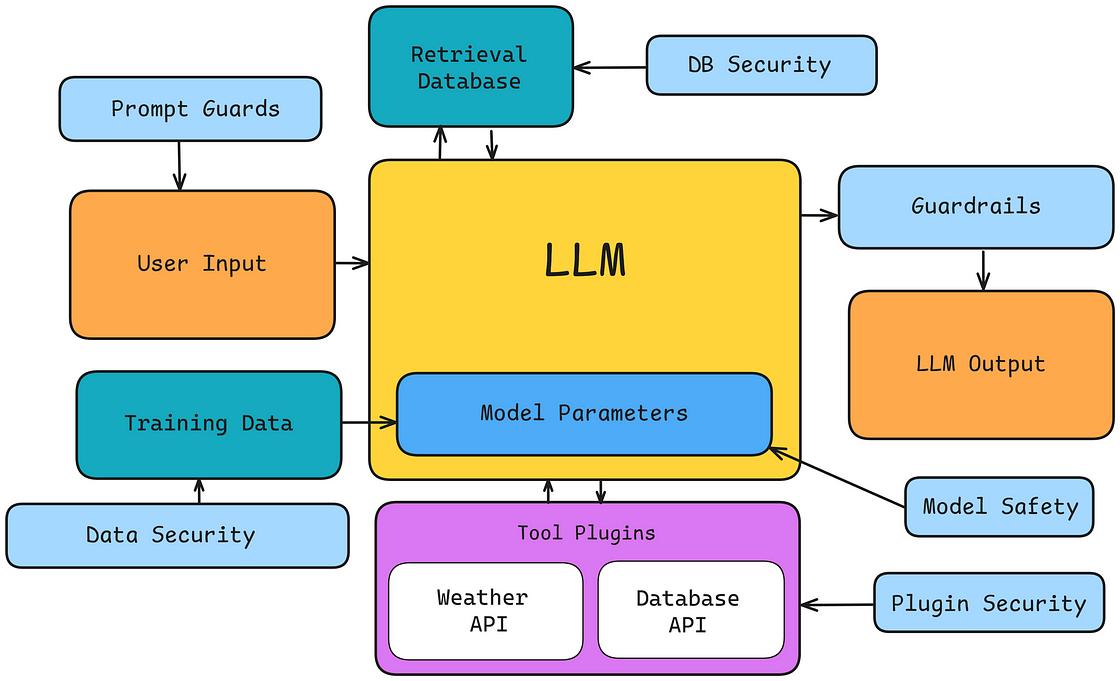 Retrieval
Database
DB Security
Prompt Guards
Guardrails
User Input
LLM
LLM Output
Model Parameters
Training Data
Model Safety
Data Security
Tool Plugins
Weather
API
Database
API
Plugin Security